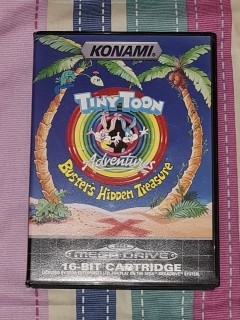 KONAMI
TINY TOON
Adventures
Buster's Hidden Treasure
MEGA DRIVE
16-BIT CARTRIDGE